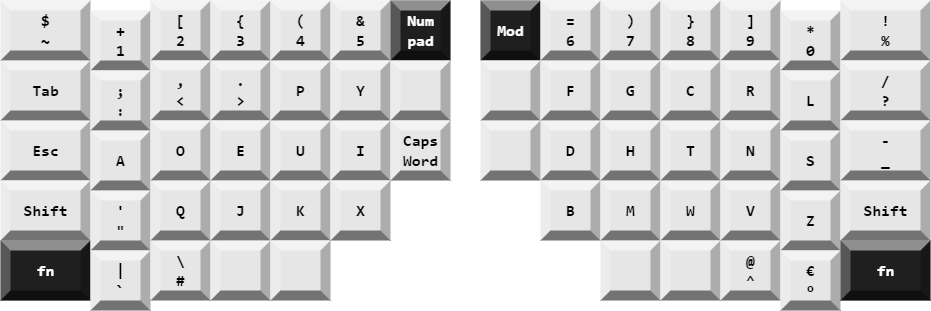 $ + [ { ( & Num Mod = ) } ] * ! 
~ 1 2 3 4 5 pad 6 7 8 9 0 %
Tab ; , . P Y F G C R L /
: < > ?
Esc A O E U I Caps D H T N S -
Word _
Shift ' Q J K X B M W V Z Shift
"
fn | \ @ € fn
` # ^ º